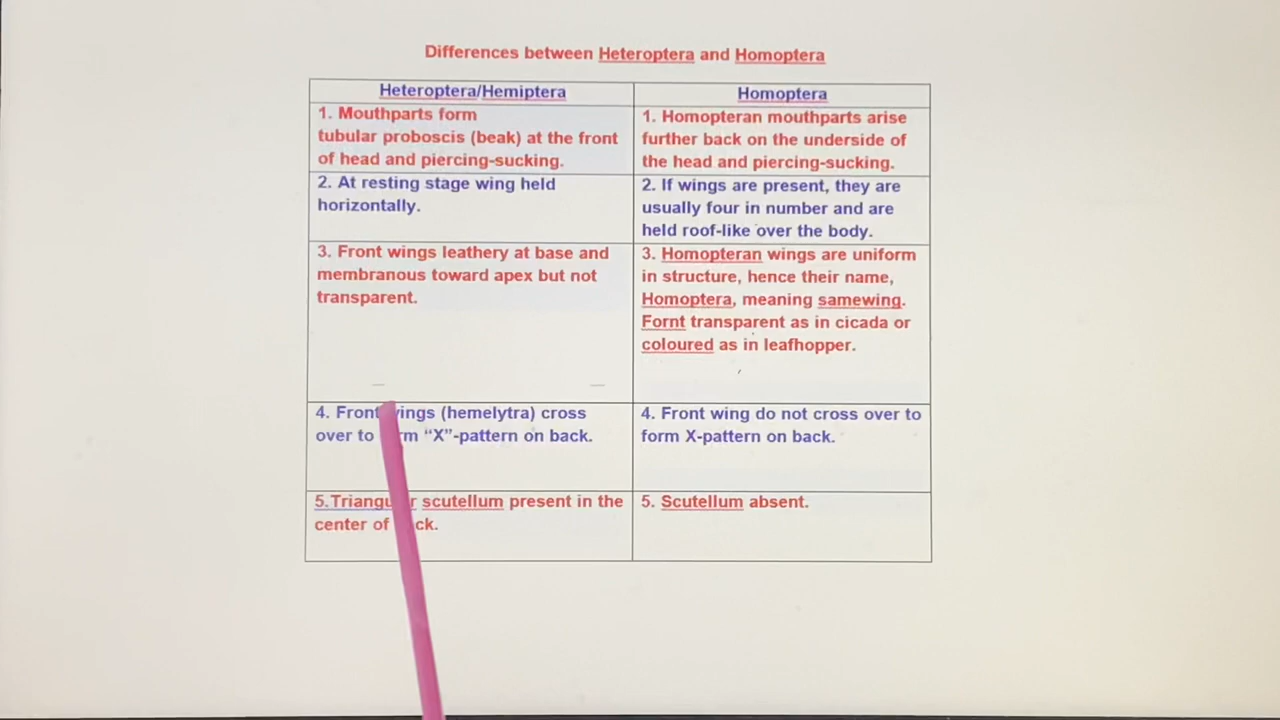 Differences between Heteroptera and Homoptera
Heteroptera/Hemiptera
Homoptera
1. Mouthparts form
tubular proboscis (beak) at the front
of head and piercing-sucking.
1. Homopteran mouthparts arise
further back on the underside of
the head and piercing-sucking.
2. At resting stage wing held
horizontally.
2. If wings are present, they are
usually four in number and are
held roof-like over the body.
3. Front wings leathery at base and
membranous toward apex but not
transparent.
3. Homopteran wings are uniform
in structure, hence their name,
Homoptera, meaning samewing.
Fornt transparent as in cicada or
coloured as in leafhopper.
4. Front wings (hemelytra) cross
over to "X"-pattern on back.
4. Front wing do not cross over to
form X-pattern on back.
5.Triangular scutellum present in the
center of back.
5. Scutellum absent.